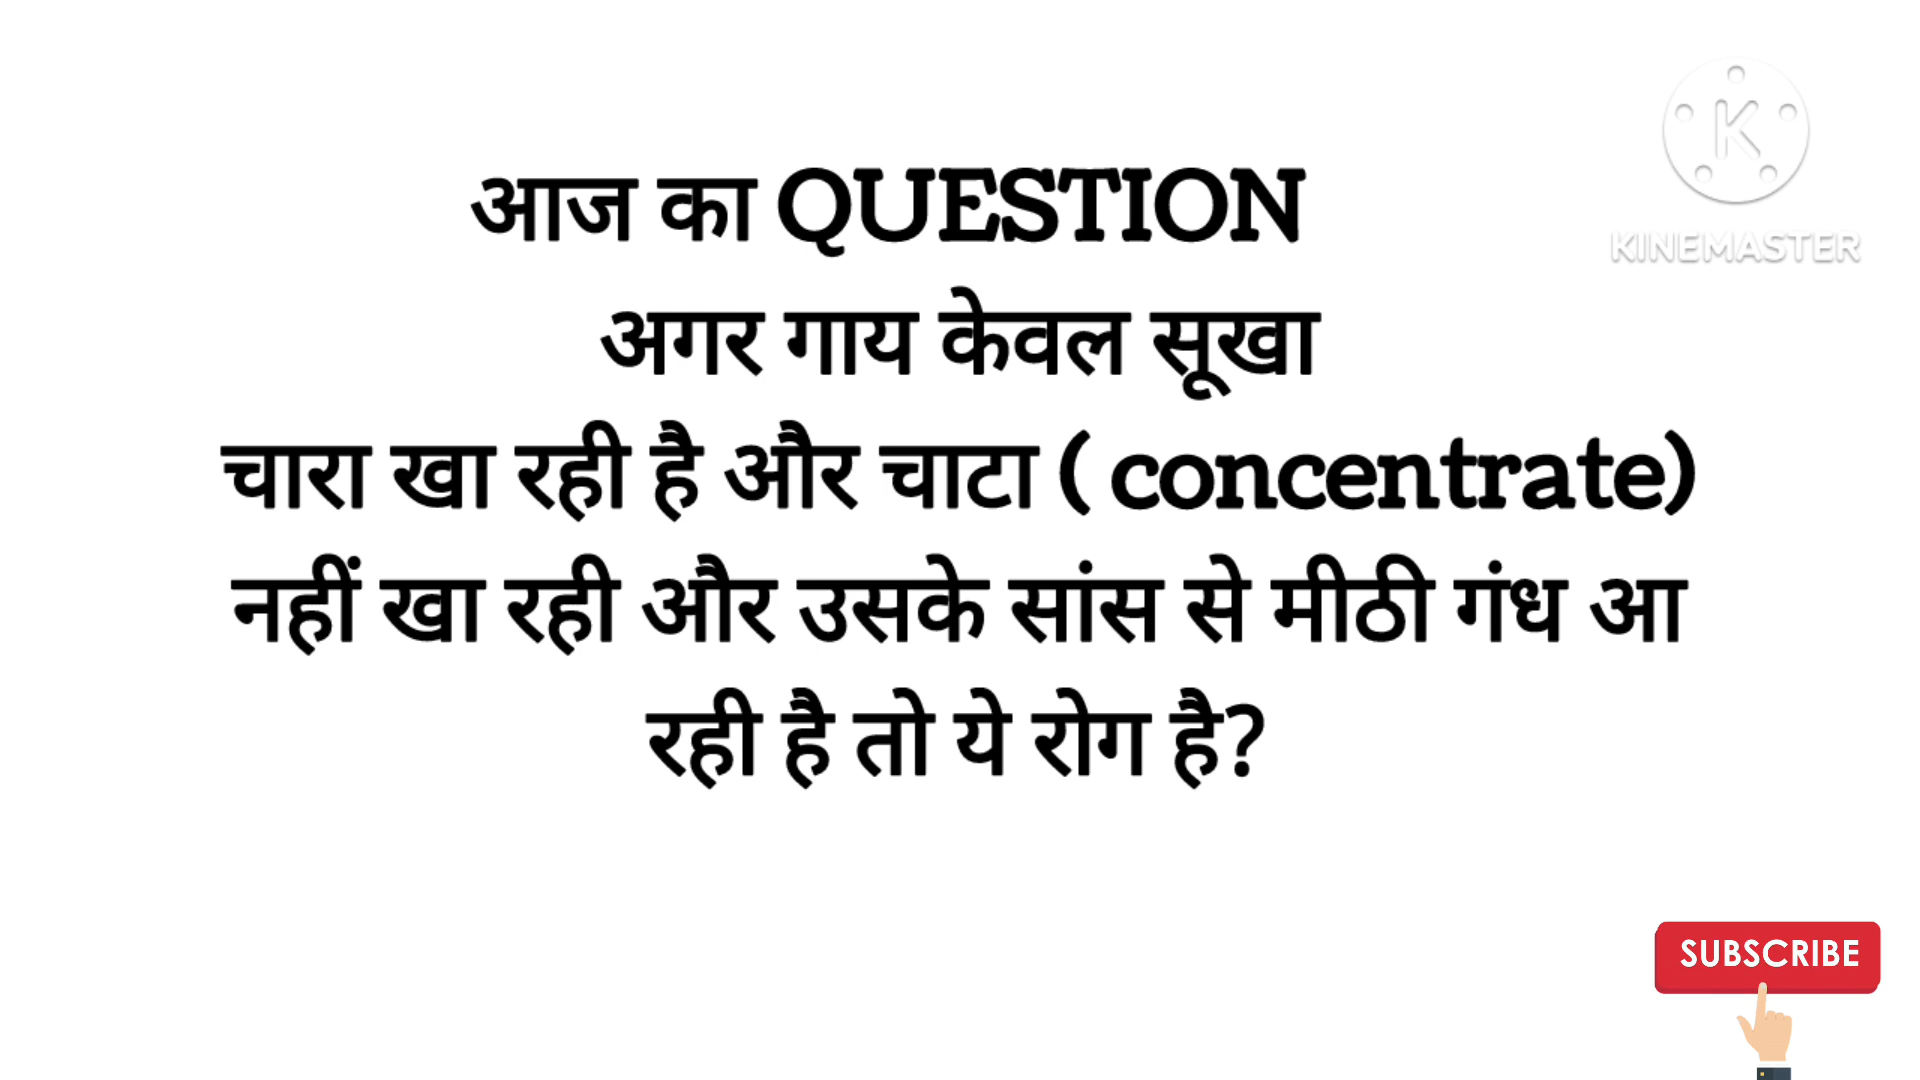 आज का QUESTION
अगर गाय केवल सूखा
चारा खा रही है और चाटा ( concentrate)
नहीं खा रही और उसके सांस से मीठी गंध आ
रही है तो ये रोग है?
K
KINEMASTER
SUBSCRIBE